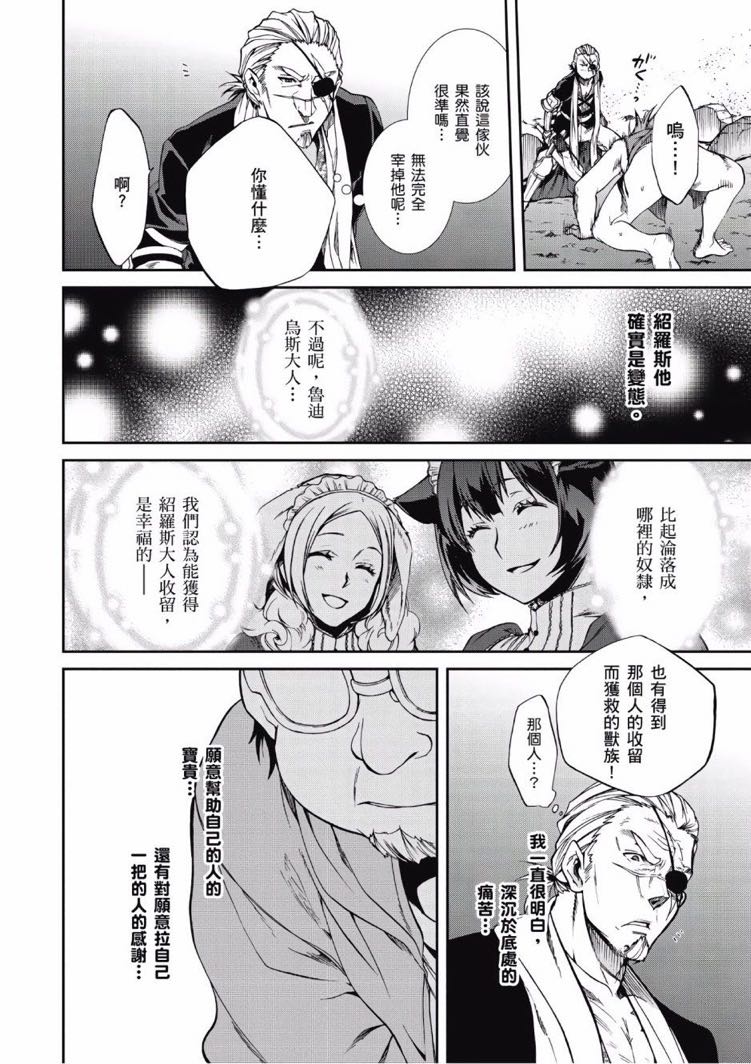 嗚…！
ガく…
該說這傢伙
果然直覺
很準嗎…
無法完全
宰掉他呢…
你懂什麼…
啊？
紹羅斯他
確實是變態。
不過呢，魯迪
烏斯大人…
比起淪落成
哪裡的奴隸，
我們認為能獲得
紹羅斯大人收留，
是幸福的──
也有得到
那個人的收留
而獲救的獸族！
那個人…？
我一直很明白，
深沉於底處的
痛苦…
願意幫助自己的人的
寶貴…
還有對願意拉自己
一把的人的感謝…